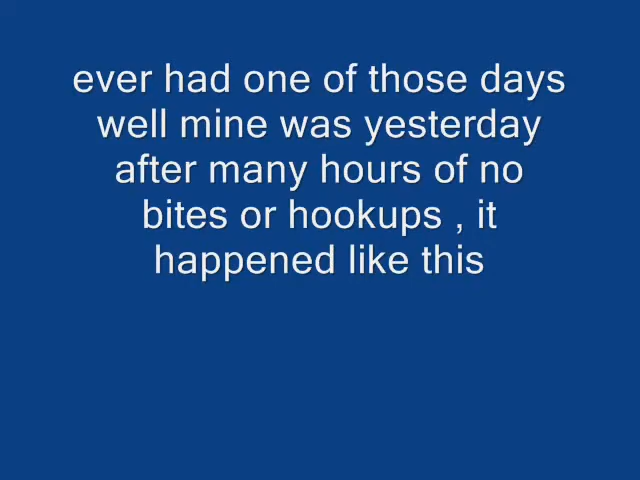 ever had one of those days
well mine was yesterday
after many hours of no
bites or hookups , it
happened like this